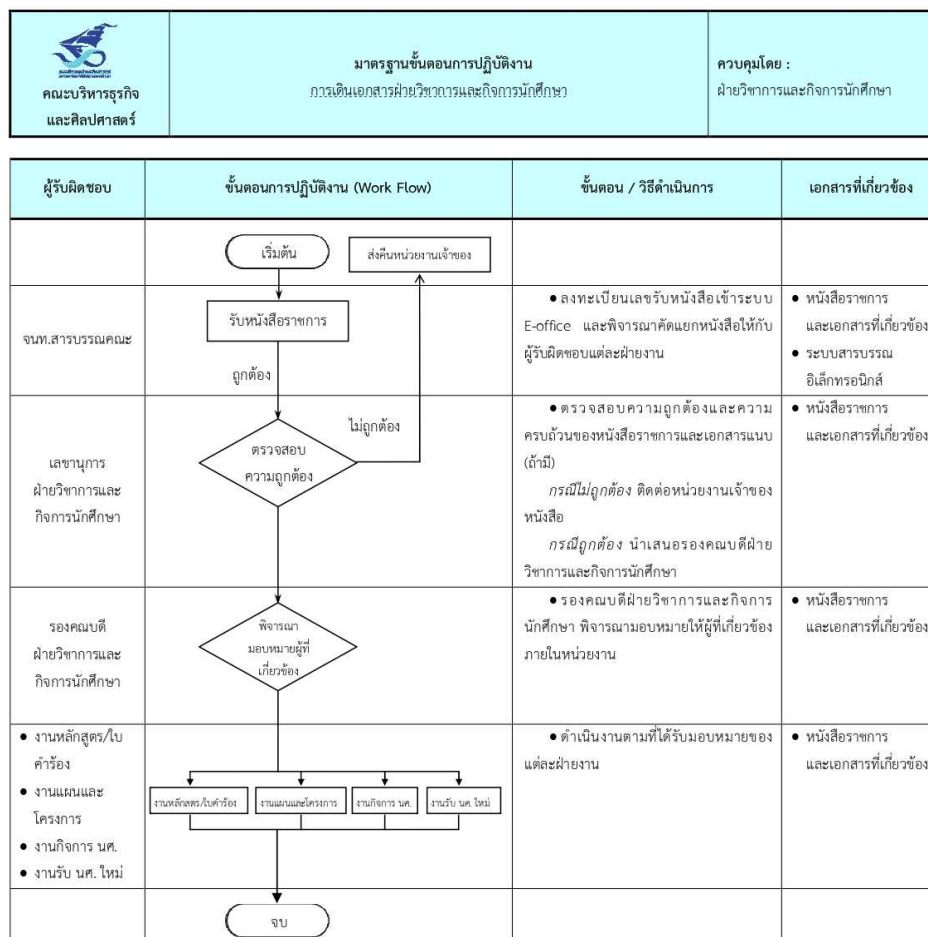 คณะบริหารธุรกิจ
และศิลปศาสตร์
มาตรฐานขั้นตอนการปฏิบัติงาน
การเดินเอกสารฝ่ายวิชาการและกิจการนักศึกษา
ควบคุมโดย :
ฝ่ายวิชาการและกิจการนักศึกษา
ผู้รับผิดชอบ
ขั้นตอนการปฏิบัติงาน (Work Flow)
ขั้นตอน / วิธีดำเนินการ
เอกสารที่เกี่ยวข้อง
เริ่มต้น
ส่งคืนหน่วยงานเจ้าของ
จนท.สารบรรณคณะ
รับหนังสือราชการ
ถูกต้อง
● ลงทะเบียนเลขรับหนังสือเข้าระบบ
E-office และพิจารณาคัดแยกหนังสือให้กับ
ผู้รับผิดชอบแต่ละฝ่ายงาน
● หนังสือราชการ
และเอกสารที่เกี่ยวข้อง
● ระบบสารบรรณ
อิเล็กทรอนิกส์
เลขานุการ
ฝ่ายวิชาการและ
กิจการนักศึกษา
ไม่ถูกต้อง
ตรวจสอบ
ความถูกต้อง
● ตรวจสอบความถูกต้องและความ
ครบถ้วนของหนังสือราชการและเอกสารแนบ
(ถ้ามี)
กรณีไม่ถูกต้อง ติดต่อหน่วยงานเจ้าของ
หนังสือ
กรณีถูกต้อง นำเสนอรองคณบดีฝ่าย
วิชาการและกิจการนักศึกษา
● หนังสือราชการ
และเอกสารที่เกี่ยวข้อง
รองคณบดี
ฝ่ายวิชาการและ
กิจการนักศึกษา
พิจารณา
มอบหมายผู้ที่
เกี่ยวข้อง
● รองคณบดีฝ่ายวิชาการและกิจการ
นักศึกษา พิจารณามอบหมายให้ผู้ที่เกี่ยวข้อง
ภายในหน่วยงาน
● หนังสือราชการ
และเอกสารที่เกี่ยวข้อง
● งานหลักสูตร/ใบ
คำร้อง
● งานแผนและ
โครงการ
● งานกิจการ นศ.
● งานรับ นศ. ใหม่
งานหลักสูตร/ใบคำร้อง
งานแผนและโครงการ
งานกิจการ นศ.
งานรับ นศ. ใหม่
● ดำเนินงานตามที่ได้รับมอบหมายของ
แต่ละฝ่ายงาน
● หนังสือราชการ
และเอกสารที่เกี่ยวข้อง
จบ